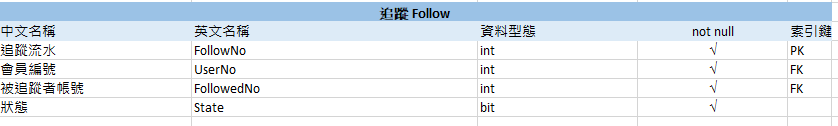 追蹤 Follow
中文名稱 英文名稱 資料型態 not null 索引鍵
追蹤流水 FollowNo int √ PK
會員編號 UserNo int √ FK
被追蹤者帳號 FollowedNo int √ FK
狀態 State bit √